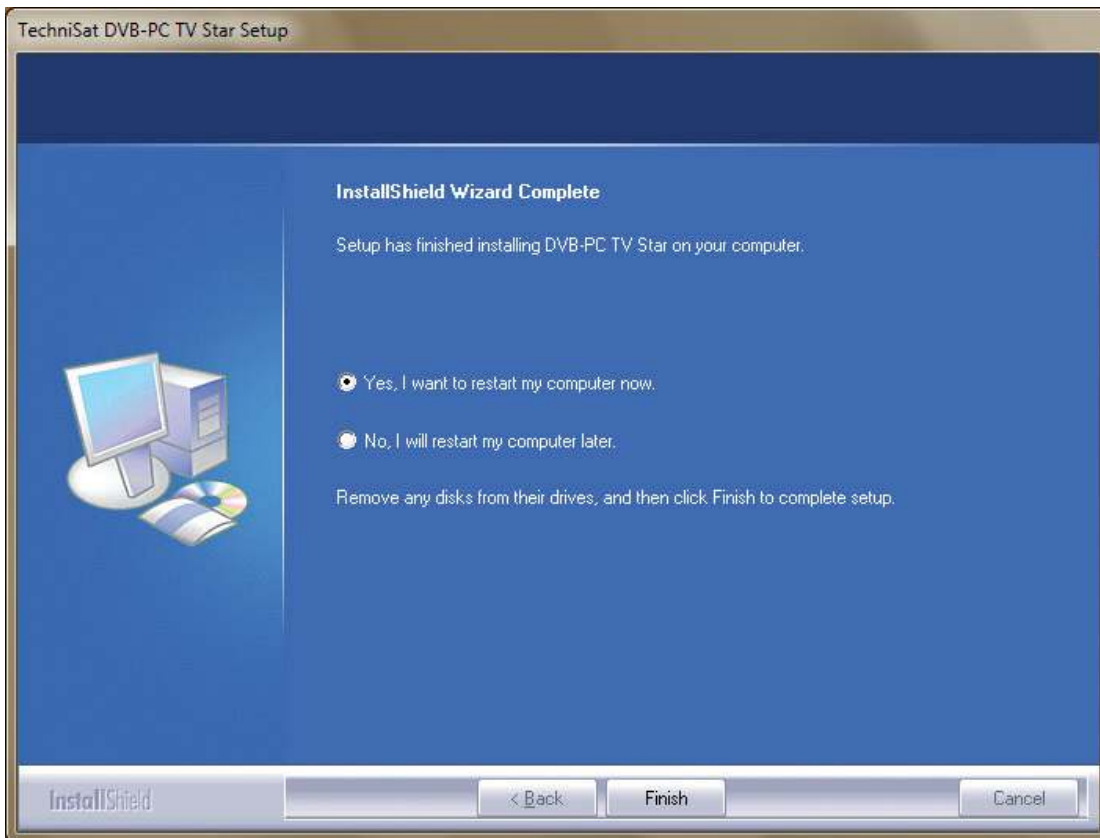 TechniSat DVB-PC TV Star Setup
InstallShield Wizard Complete
Setup has finished installing DVB-PC TV Star on your computer.
Yes, I want to restart my computer now.
No, I will restart my computer later.
Remove any disks from their drives, and then click Finish to complete setup.
InstallShield
< Back
Finish
Cancel